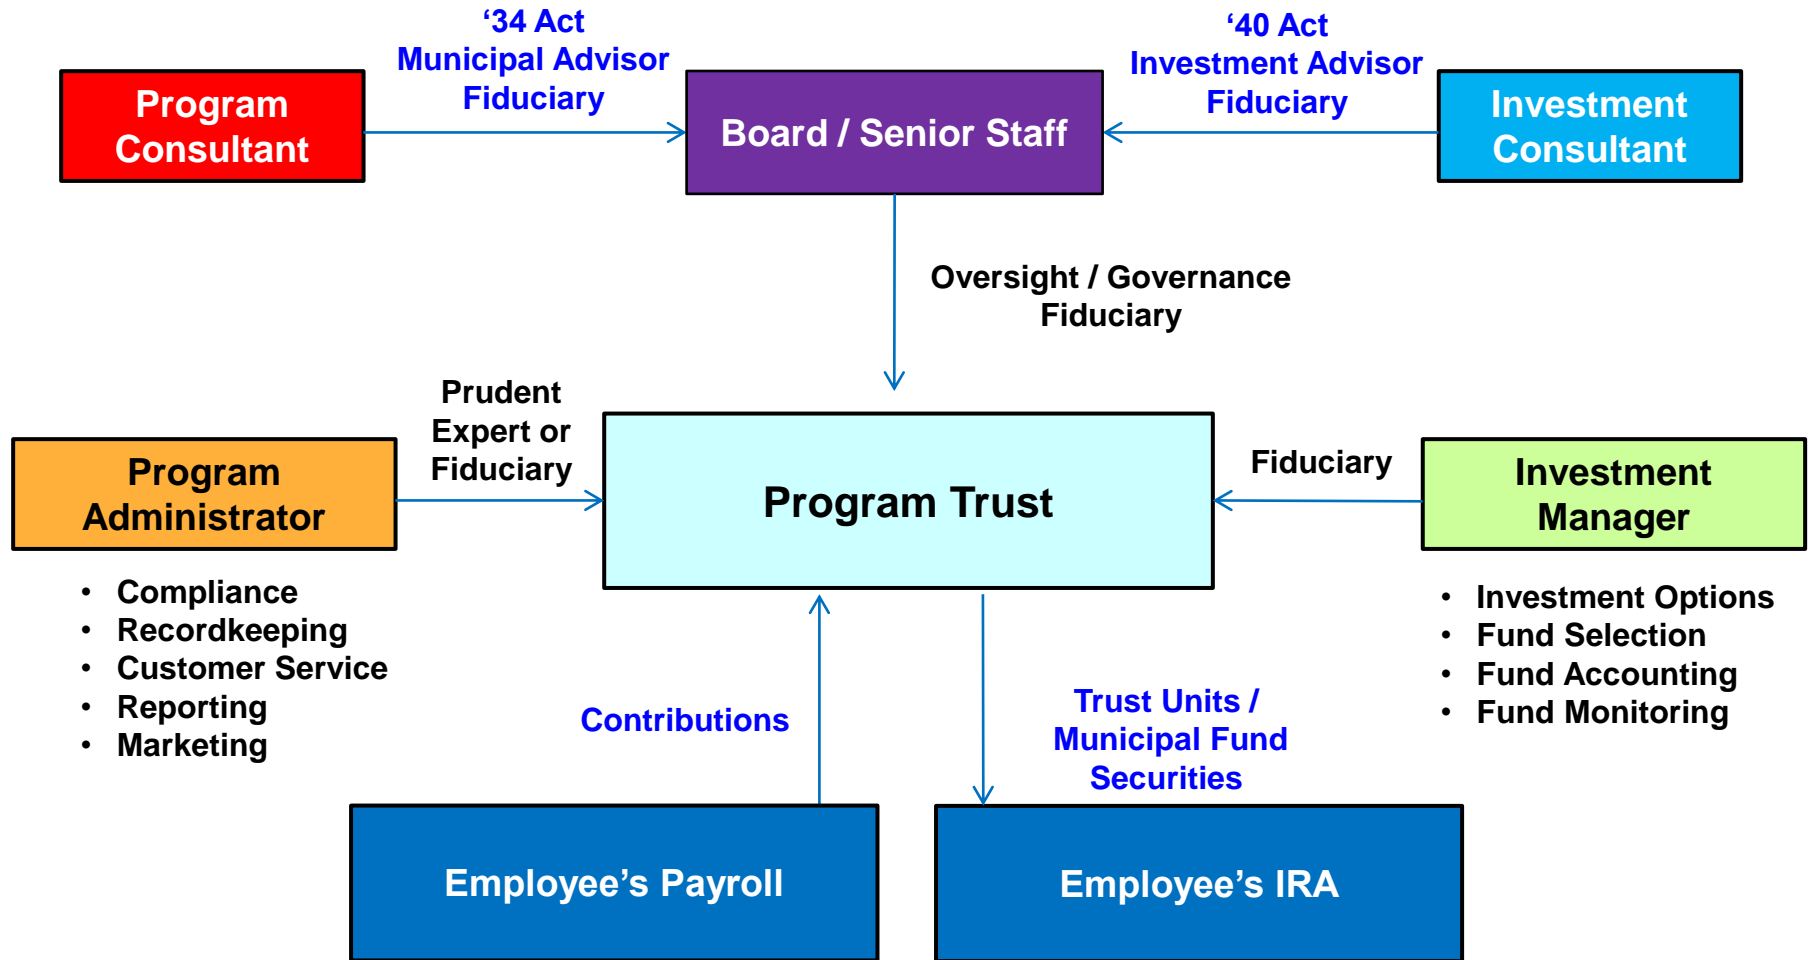 ‘34 Act
Municipal Advisor
Fiduciary
‘40 Act
Investment Advisor
Fiduciary
Program
Consultant
Board / Senior Staff
Investment
Consultant
Oversight / Governance
Fiduciary
Prudent
Expert or
Fiduciary
Fiduciary
Program
Administrator
Program Trust
Investment
Manager
• Compliance
• Recordkeeping
• Customer Service
• Reporting
• Marketing
• Investment Options
• Fund Selection
• Fund Accounting
• Fund Monitoring
Contributions
Trust Units /
Municipal Fund
Securities
Employee’s Payroll
Employee’s IRA